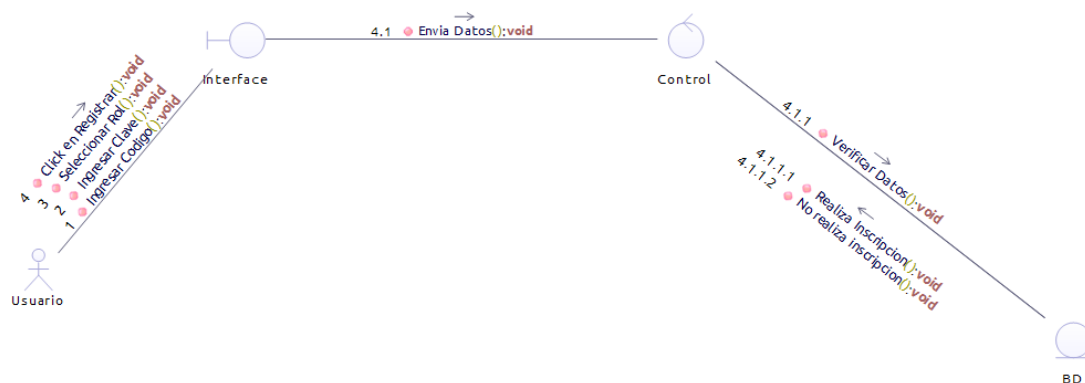 4.1 Envia Datos():void
Interface
Control
4 Click en Registrar():void
3 Seleccionar Rol():void
2 Ingresar Clave():void
1 Ingresar Codigo():void
4.1.1 Verificar Datos():void
4.1.1.1 Realiza Inscripcion():void
4.1.1.2 No realiza inscripcion():void
Usuario
BD